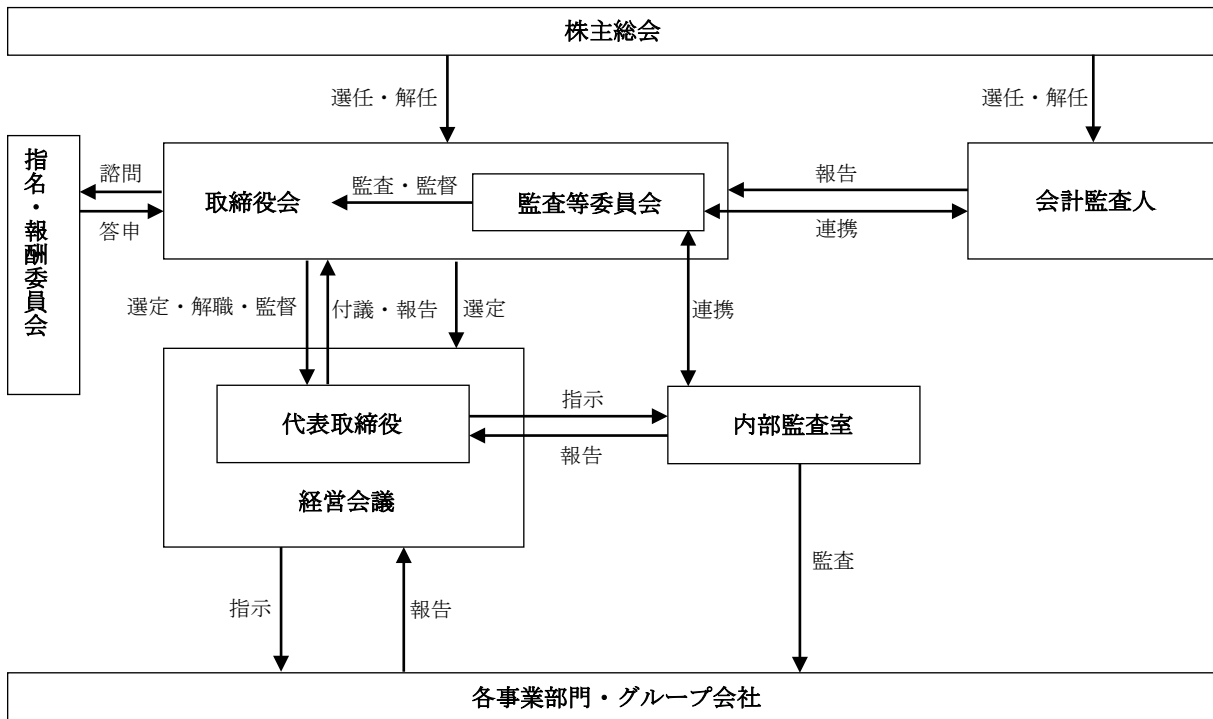 株主総会
選任・解任
選任・解任
指名・報酬委員会
諮問
答申
取締役会
監査・監督
監査等委員会
報告
連携
会計監査人
選定・解職・監督
付議・報告
選定
連携
代表取締役
指示
報告
内部監査室
経営会議
監査
指示
報告
各事業部門・グループ会社